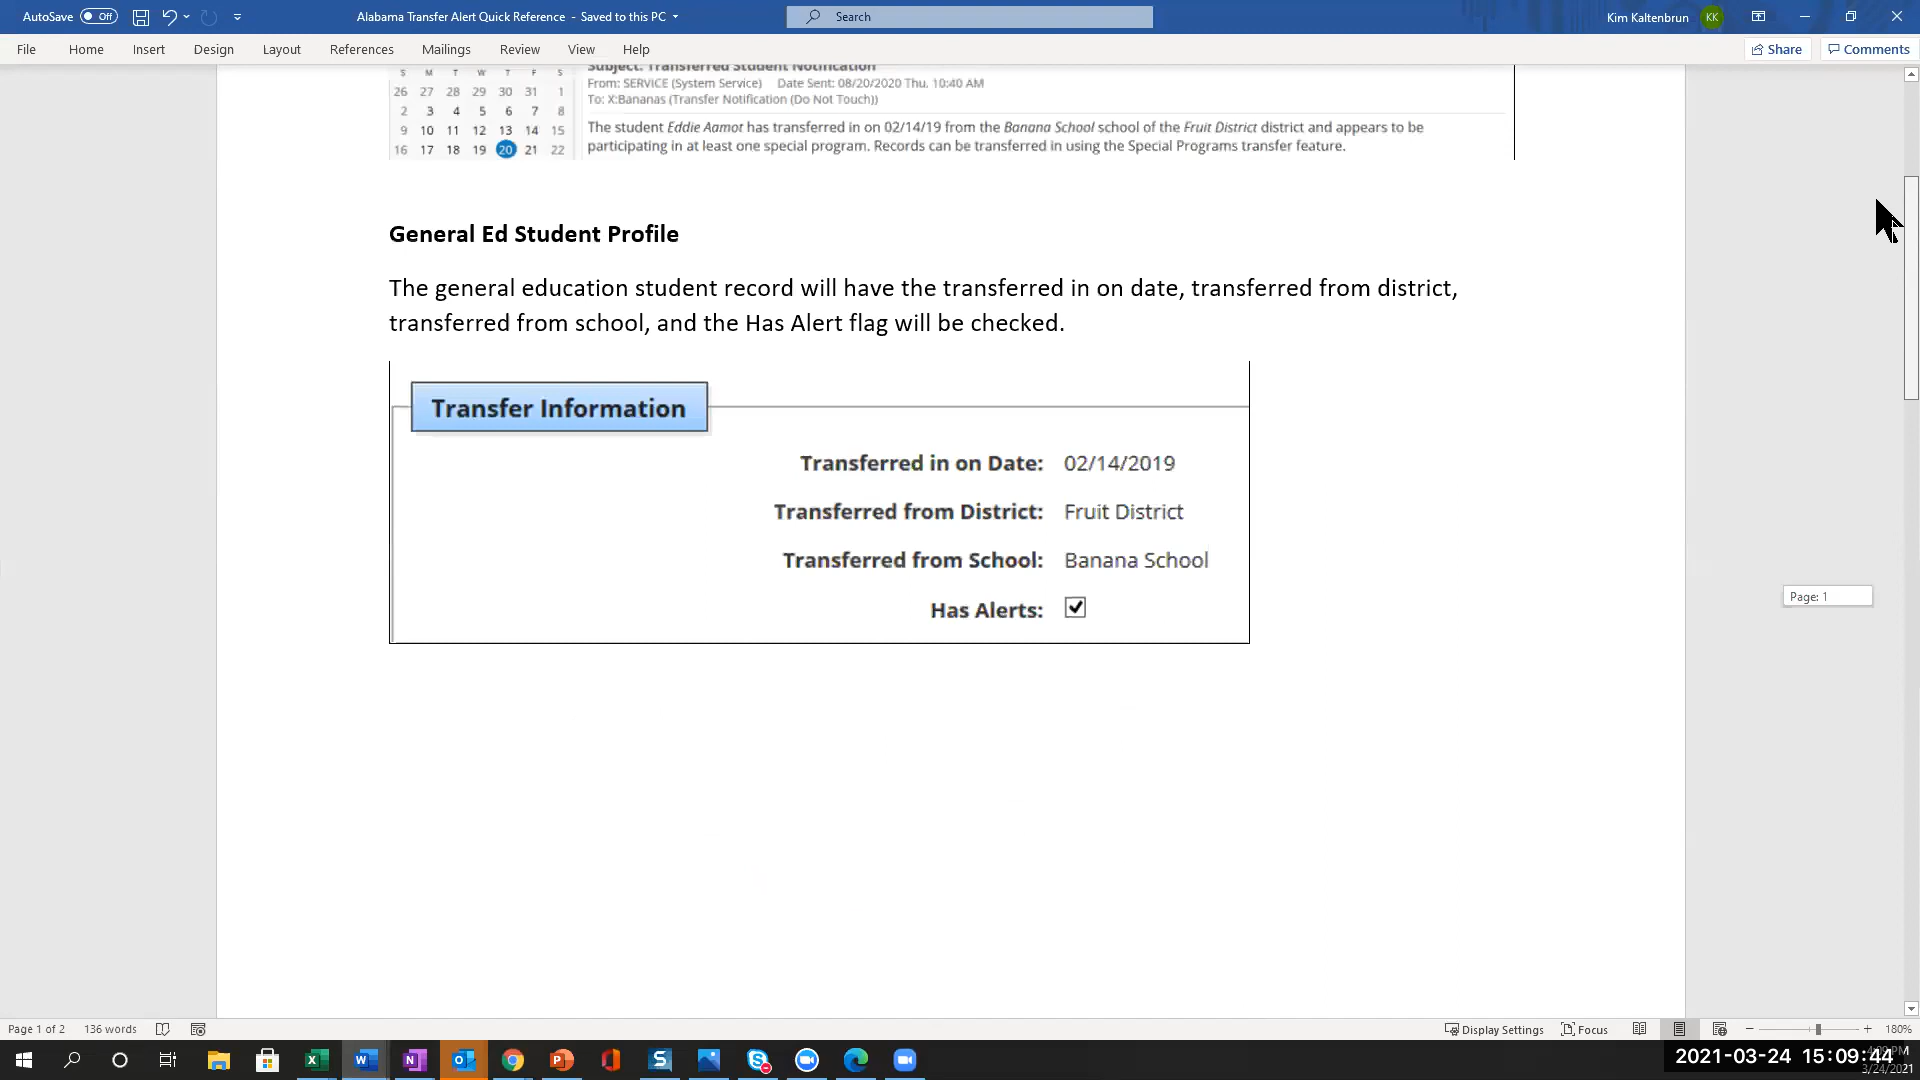 AutoSave Off Alabama Transfer Alert Quick Reference - Saved to this PC Search Kim Kaltenbrun KK
File Home Insert Design Layout References Mailings Review View Help Share Comments
S M T W T F S
26 27 28 29 30 31 1
2 3 4 5 6 7 8
9 10 11 12 13 14 15
16 17 18 19 20 21 22
Subject: Transferred Student Notification
From: SERVICE (System Service) Date Sent: 08/20/2020 Thu. 10:40 AM
To: X:Bananas (Transfer Notification (Do Not Touch))
The student Eddie Aamot has transferred in on 02/14/19 from the Banana School school of the Fruit District district and appears to be
participating in at least one special program. Records can be transferred in using the Special Programs transfer feature.
General Ed Student Profile
The general education student record will have the transferred in on date, transferred from district,
transferred from school, and the Has Alert flag will be checked.
Transfer Information
Transferred in on Date: 02/14/2019
Transferred from District: Fruit District
Transferred from School: Banana School
Has Alerts:
Page: 1
Page 1 of 2 136 words Display Settings Focus 180%
2021-03-24 15:09:44
3/24/2021